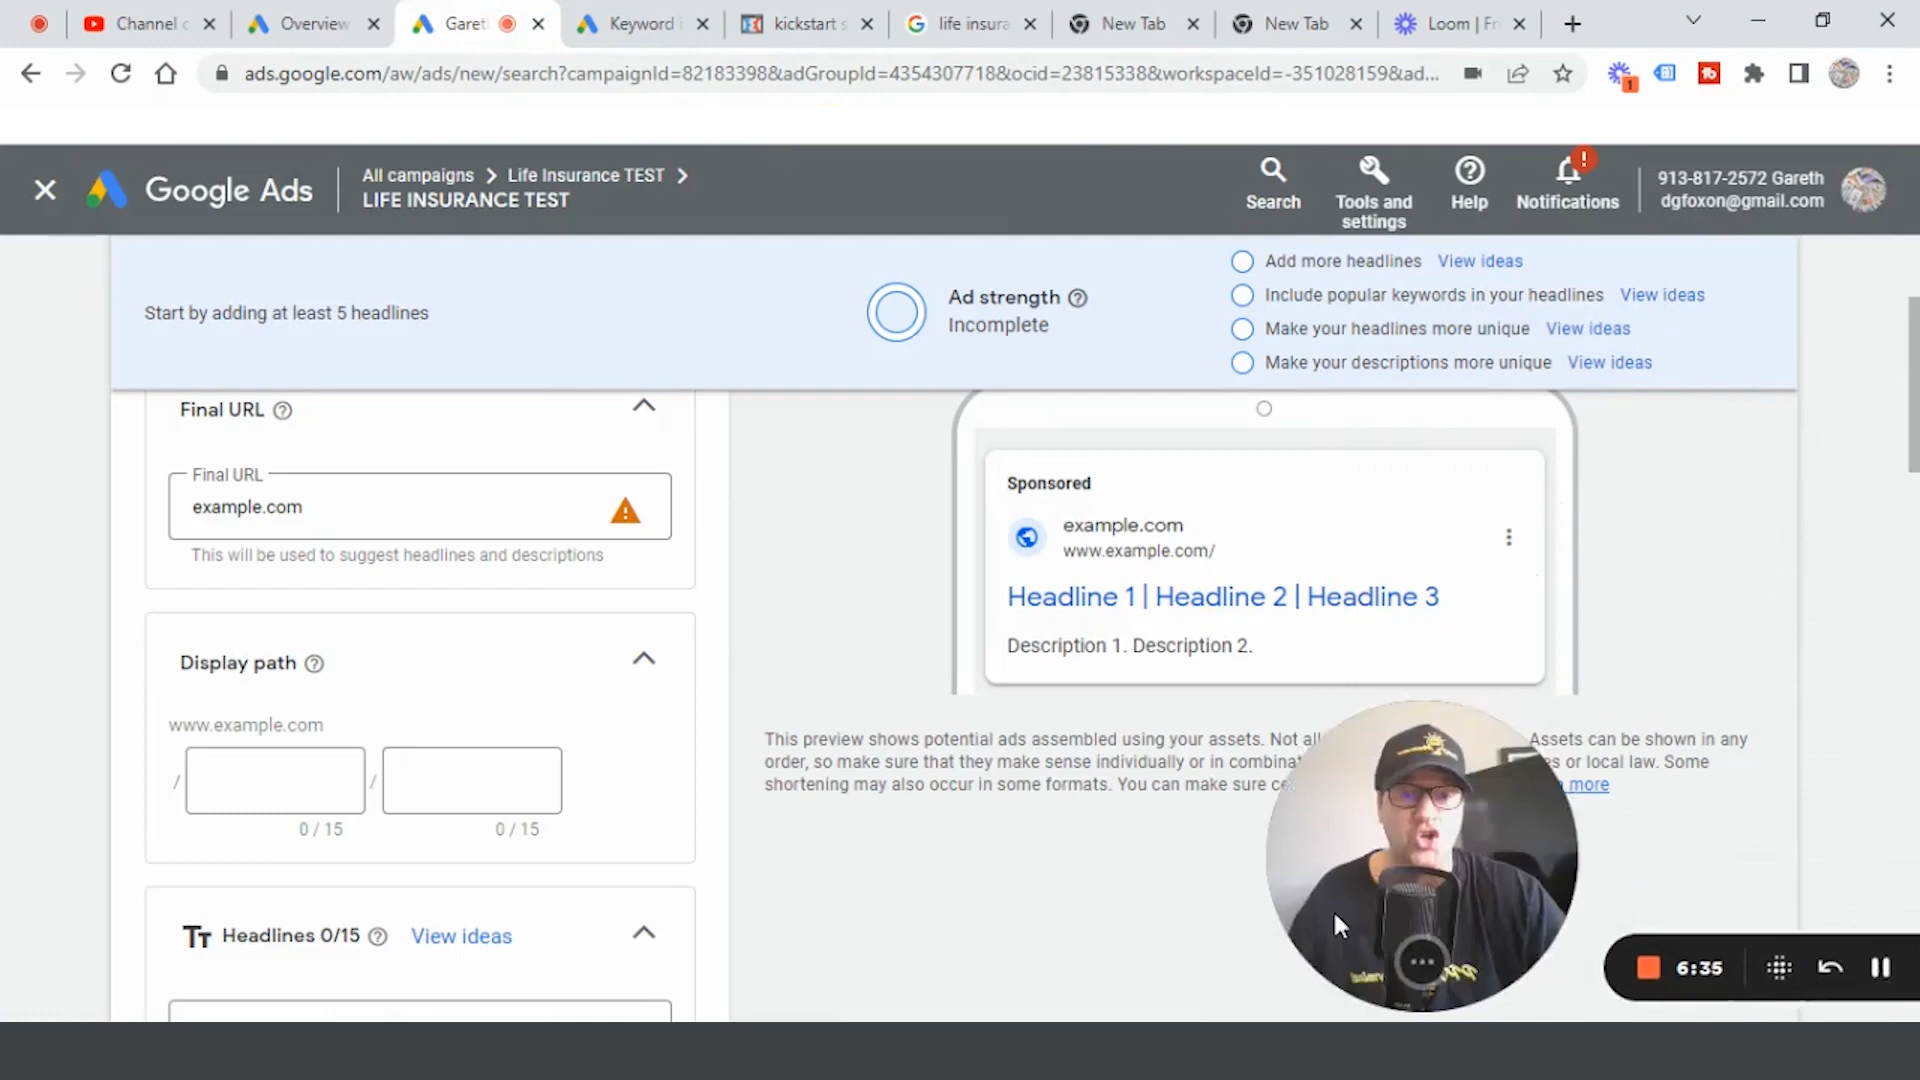 Channel c
Overview
Garet
Keyword i
kickstart s
life insura
New Tab
New Tab
Loom | Fr
ads.google.com/aw/ads/new/search?campaignId=82183398&adGroupId=4354307718&ocid=23815338&workspaceId=-351028159&ad...
1
Google Ads
All campaigns > Life Insurance TEST >
LIFE INSURANCE TEST
Search
Tools and
settings
Help
!
Notifications
913-817-2572 Gareth
dgfoxon@gmail.com
Start by adding at least 5 headlines
Ad strength
Incomplete
Add more headlines View ideas
Include popular keywords in your headlines View ideas
Make your headlines more unique View ideas
Make your descriptions more unique View ideas
Final URL
Final URL
example.com
This will be used to suggest headlines and descriptions
Display path
www.example.com
/ /
0 / 15 0 / 15
Tт Headlines 0/15 View ideas
Sponsored
example.com
www.example.com/
Headline 1 | Headline 2 | Headline 3
Description 1. Description 2.
This preview shows potential ads assembled using your assets. Not all Assets can be shown in any
order, so make sure that they make sense individually or in combinat es or local law. Some
shortening may also occur in some formats. You can make sure ce more
6:35